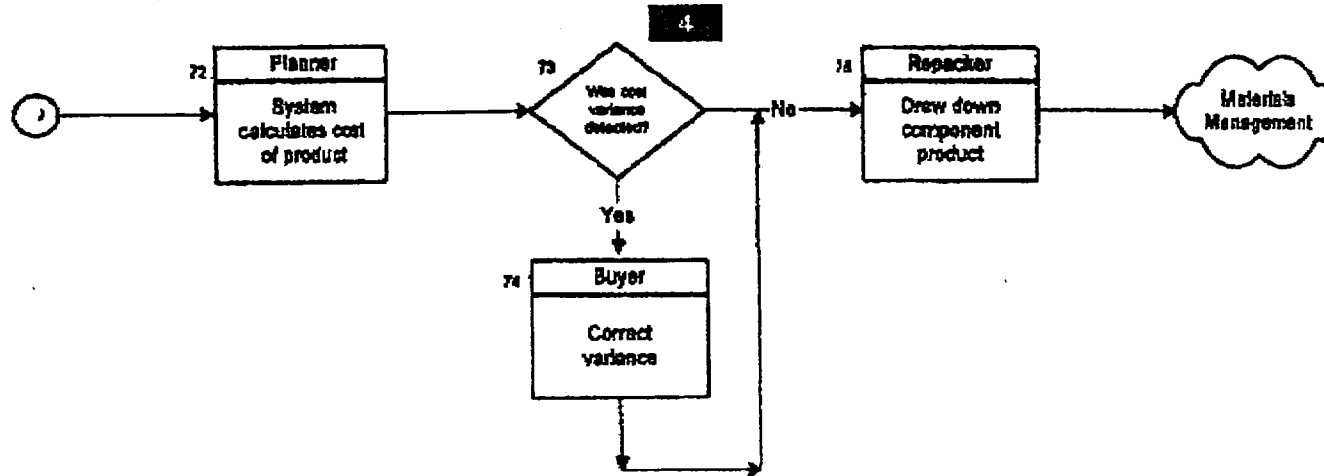 4
72
Planner
System
calculates cost
of product
73
Was cost
variance
detected?
No
Yes
74
Buyer
Correct
variance
Repacker
Draw down
component
product
Materials
Management